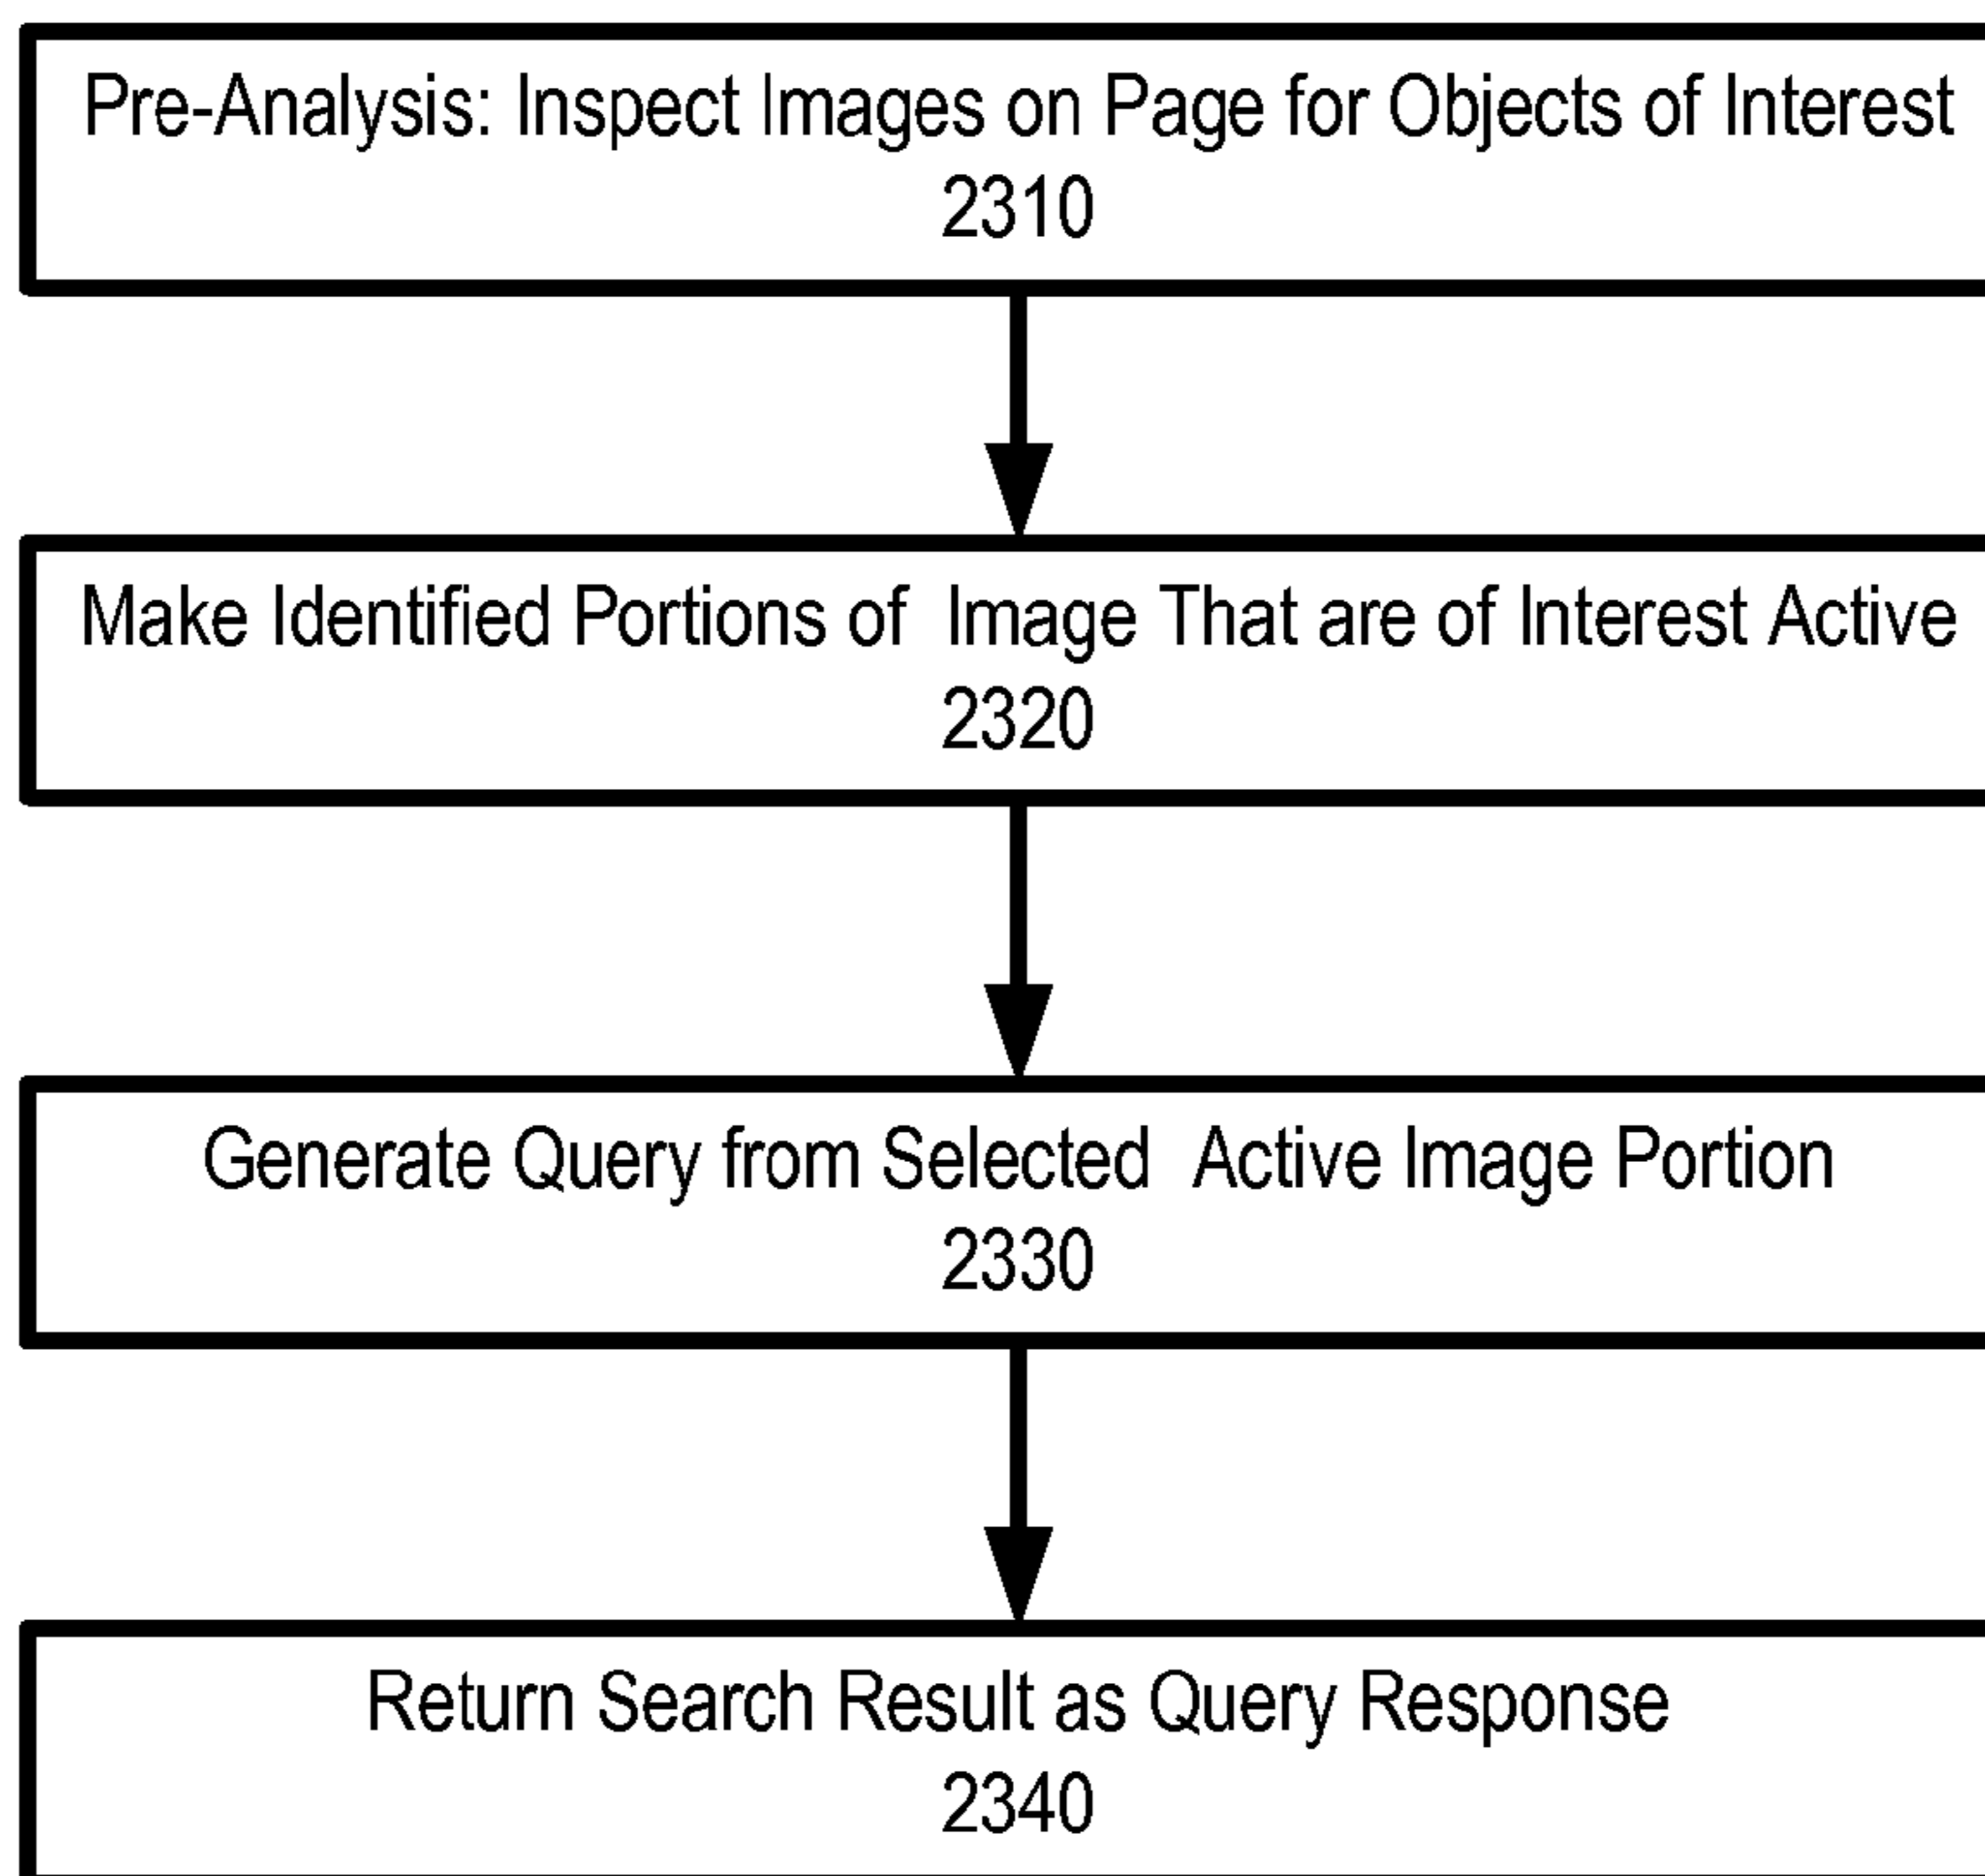 Pre-Analysis: Inspect Images on Page for Objects of Interest
2310
Make Identified Portions of Image That are of Interest Active
2320
Generate Query from Selected Active Image Portion
2330
Return Search Result as Query Response
2340